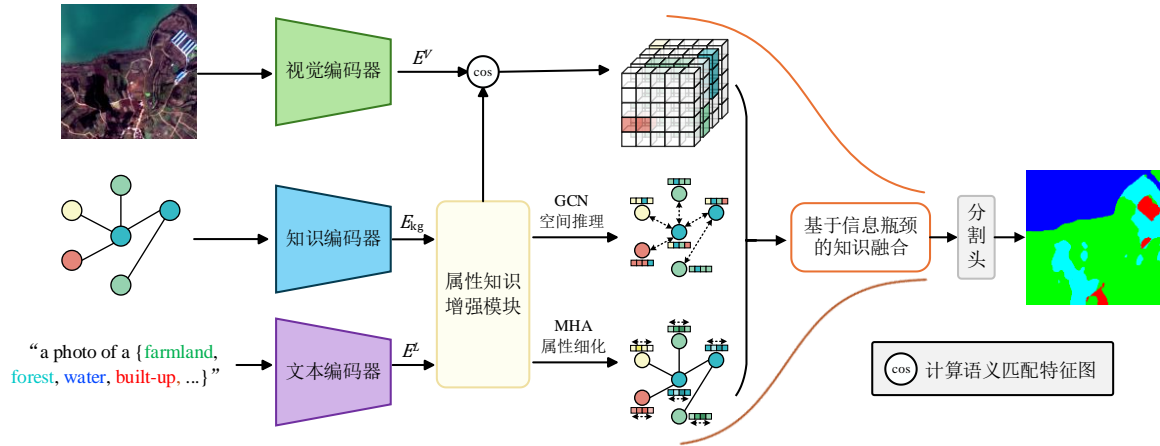 视觉编码器
E^V
cos
知识编码器
E_kg
GCN
空间推理
属性知识
增强模块
基于信息瓶颈
的知识融合
分割头
“a photo of a {farmland,
forest, water, built-up, ...}”
文本编码器
E^L
MHA
属性细化
cos 计算语义匹配特征图